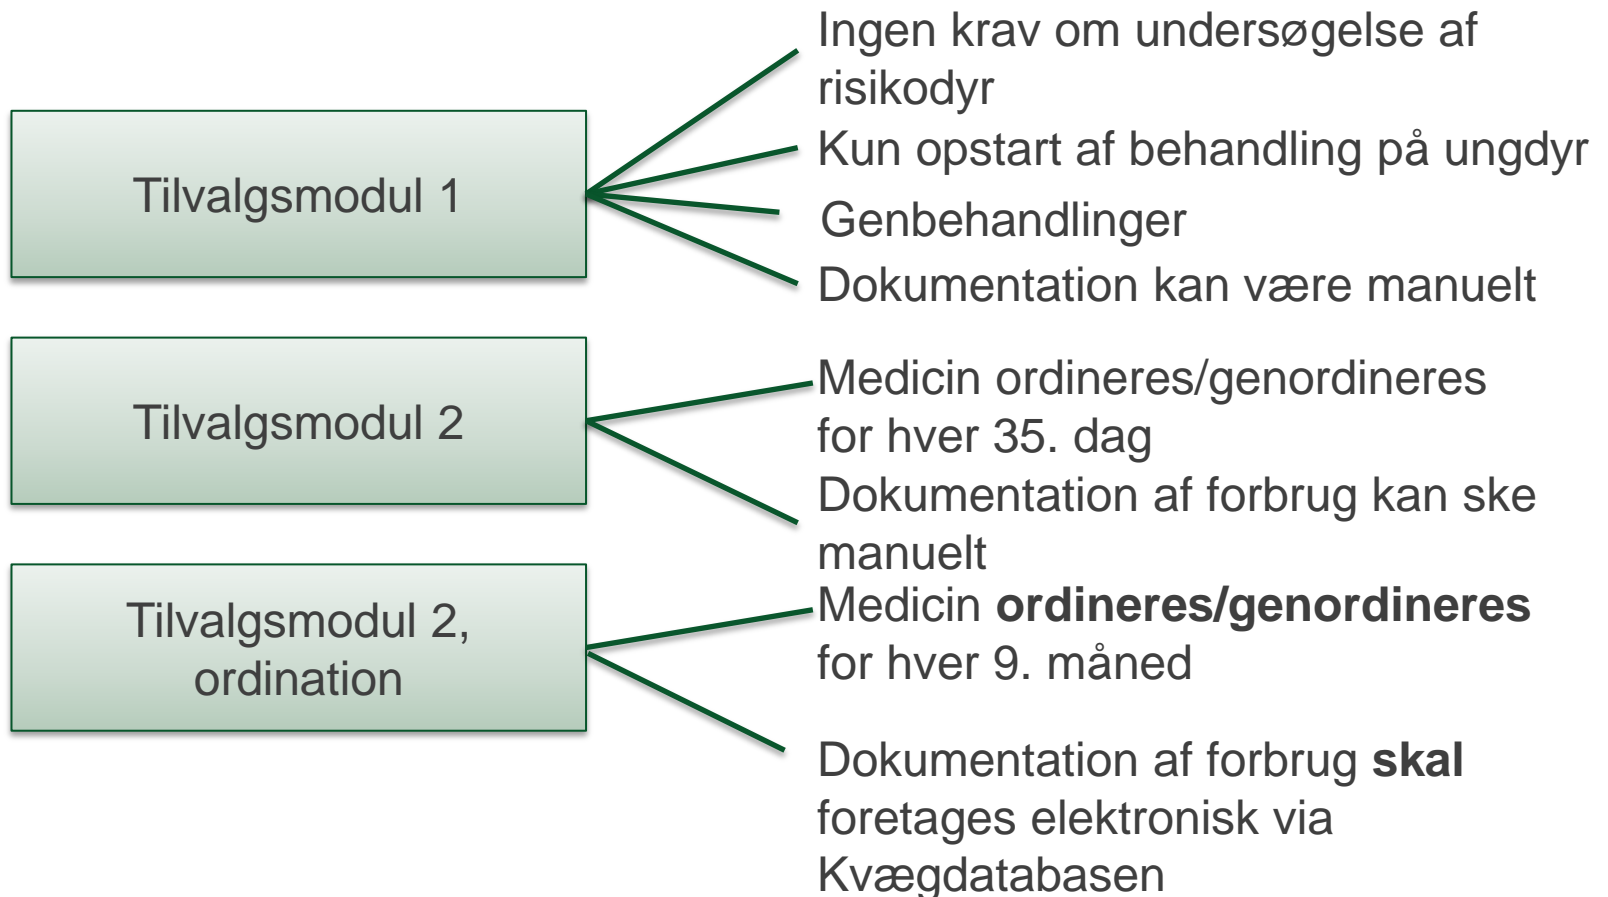 Tilvalgsmodul 1
Ingen krav om undersøgelse af
risikodyr
Kun opstart af behandling på ungdyr
Genbehandlinger
Dokumentation kan være manuelt
Tilvalgsmodul 2
Medicin ordineres/genordineres
for hver 35. dag
Dokumentation af forbrug kan ske
manuelt
Tilvalgsmodul 2,
ordination
Medicin ordineres/genordineres
for hver 9. måned
Dokumentation af forbrug skal
foretages elektronisk via
Kvægdatabasen